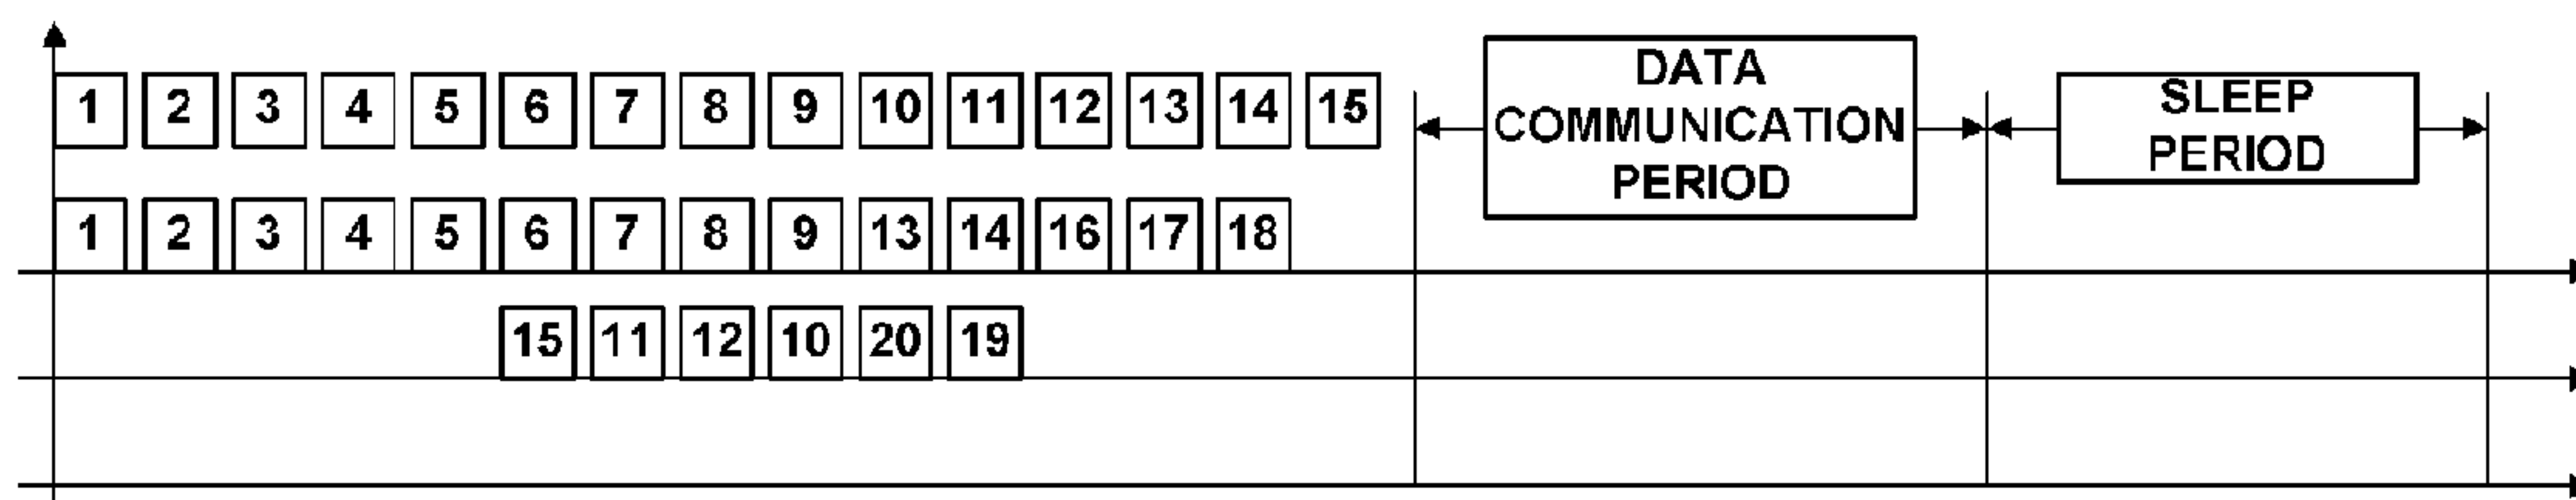 1 2 3 4 5 6 7 8 9 10 11 12 13 14 15
DATA
COMMUNICATION
PERIOD
SLEEP
PERIOD
1 2 3 4 5 6 7 8 9 13 14 16 17 18
15 11 12 10 20 19